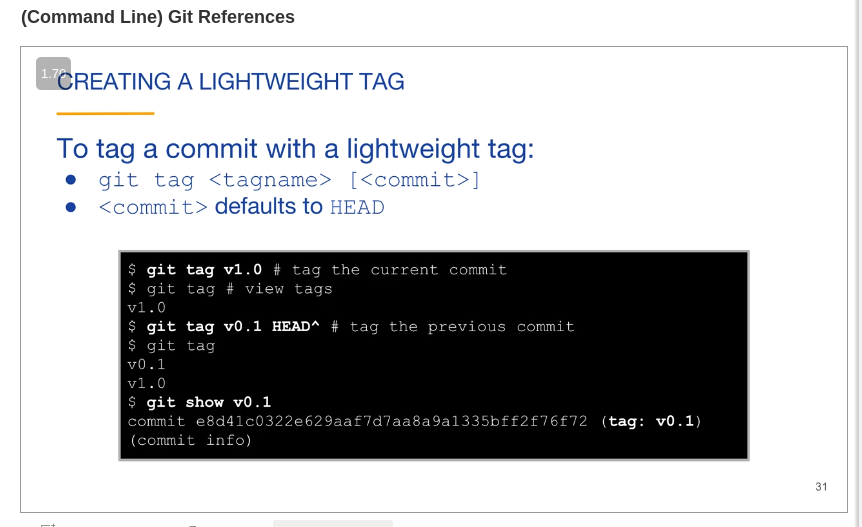 (Command Line) Git References
1.70
CREATING A LIGHTWEIGHT TAG
To tag a commit with a lightweight tag:
● git tag <tagname> [<commit>]
● <commit> defaults to HEAD
$ git tag v1.0 # tag the current commit
$ git tag # view tags
v1.0
$ git tag v0.1 HEAD^ # tag the previous commit
$ git tag
v0.1
v1.0
$ git show v0.1
commit e8d41c0322e629aaf7d7aa8a9a1335bff2f76f72 (tag: v0.1)
(commit info)
31